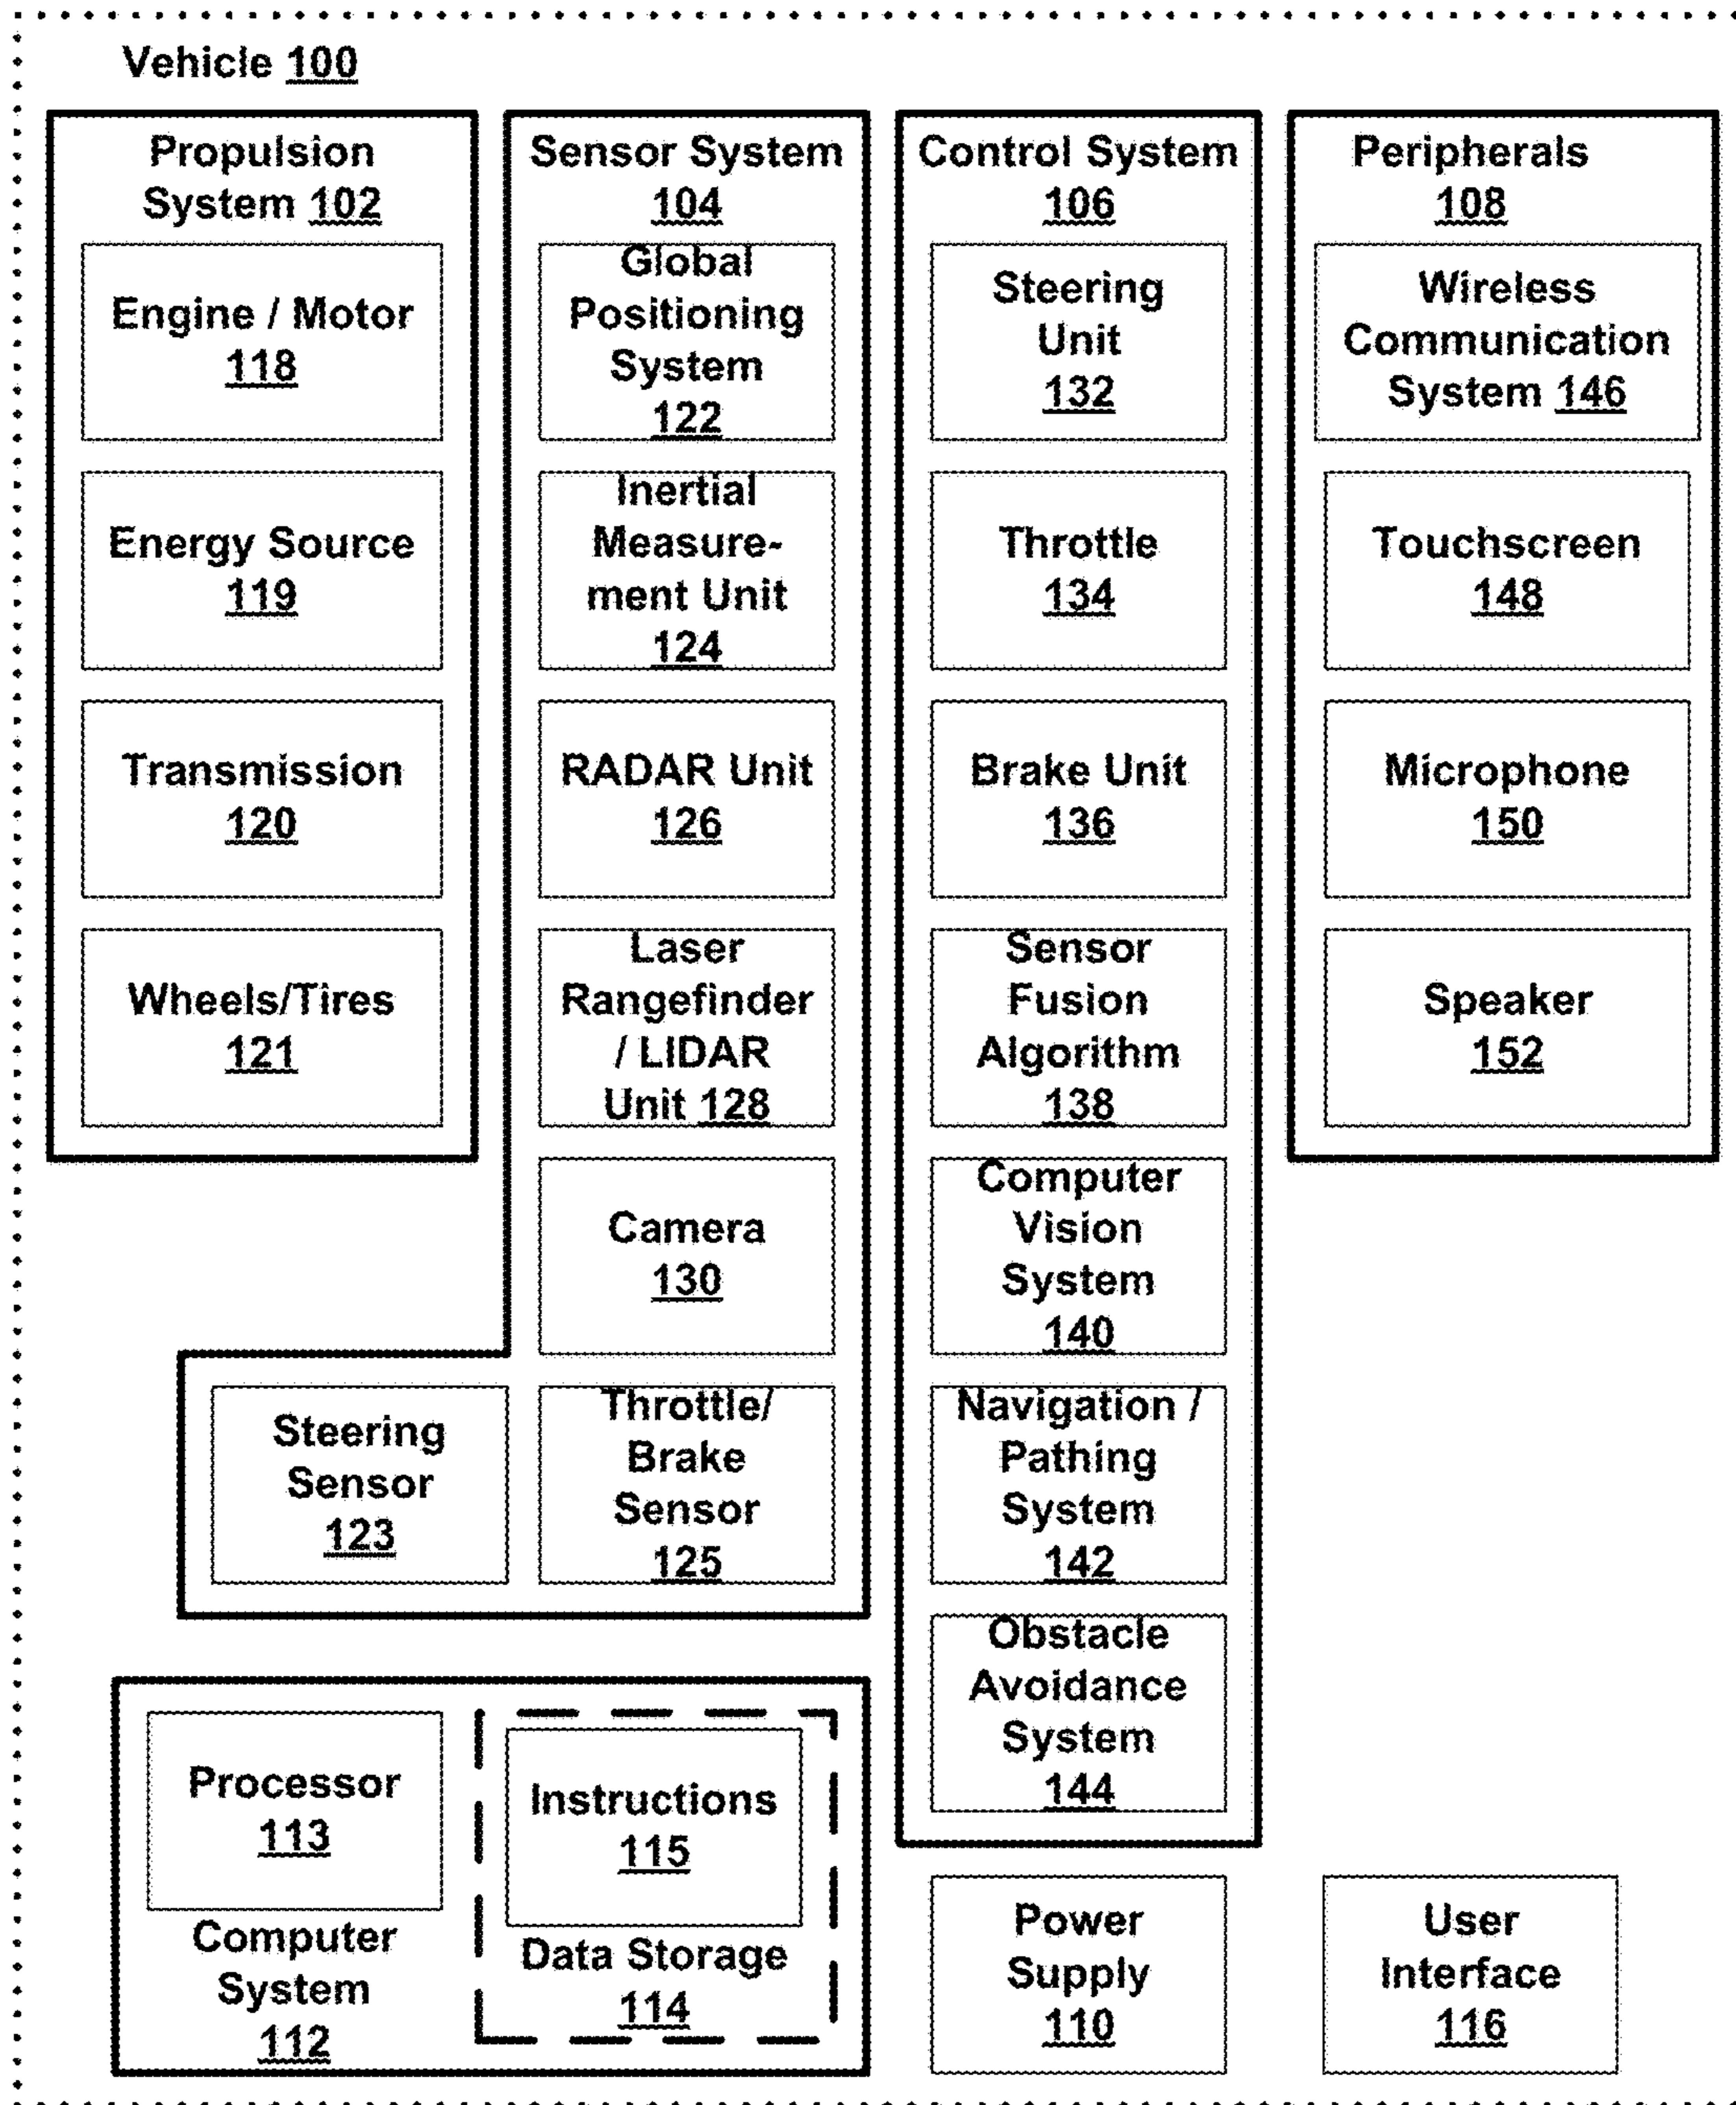 Vehicle 100
Propulsion
System 102
Engine / Motor
118
Energy Source
119
Transmission
120
Wheels/Tires
121
Sensor System
104
Global
Positioning
System
122
Inertial
Measure-
ment Unit
124
RADAR Unit
126
Laser
Rangefinder
/ LIDAR
Unit 128
Camera
130
Steering
Sensor
123
Throttle/
Brake
Sensor
125
Control System
106
Steering
Unit
132
Throttle
134
Brake Unit
136
Sensor
Fusion
Algorithm
138
Computer
Vision
System
140
Navigation /
Pathing
System
142
Obstacle
Avoidance
System
144
Peripherals
108
Wireless
Communication
System 146
Touchscreen
148
Microphone
150
Speaker
152
Processor
113
Computer
System
112
Instructions
115
Data Storage
114
Power
Supply
110
User
Interface
116